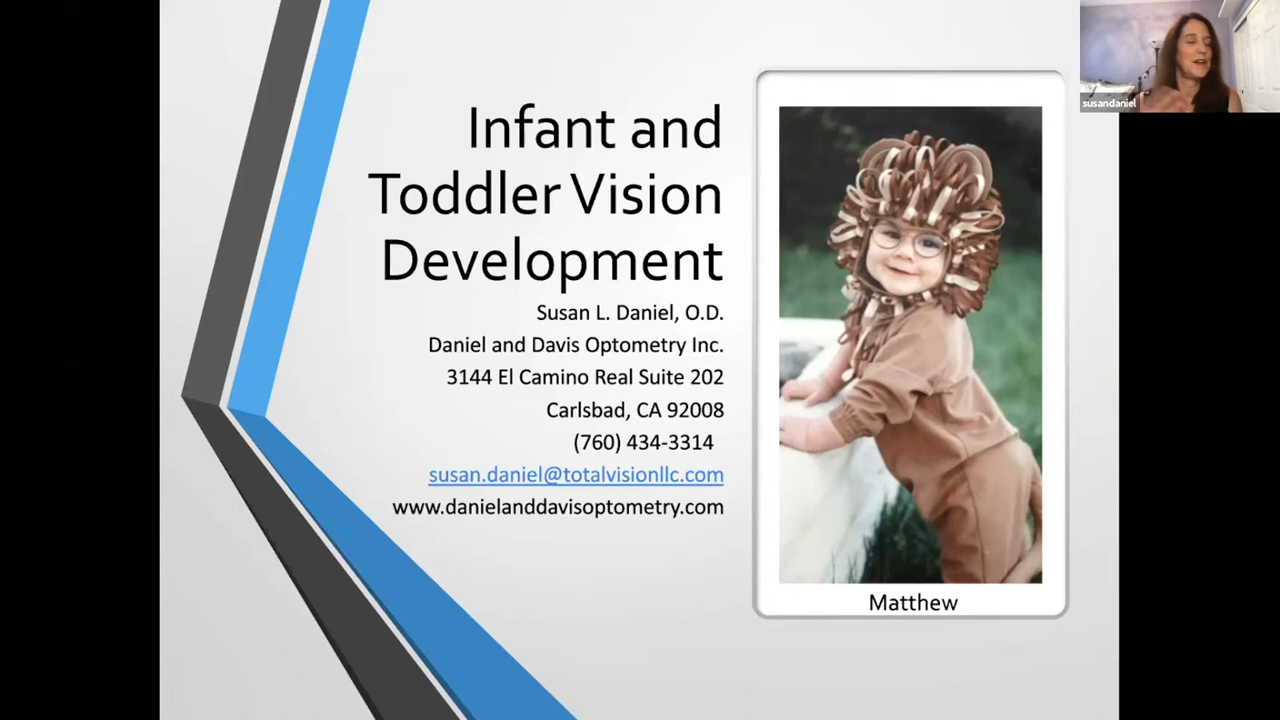 Infant and
Toddler Vision
Development
Susan L. Daniel, O.D.
Daniel and Davis Optometry Inc.
3144 El Camino Real Suite 202
Carlsbad, CA 92008
(760) 434-3314
susan.daniel@totalvisionllc.com
www.danielanddavisoptometry.com
Matthew
susandaniel